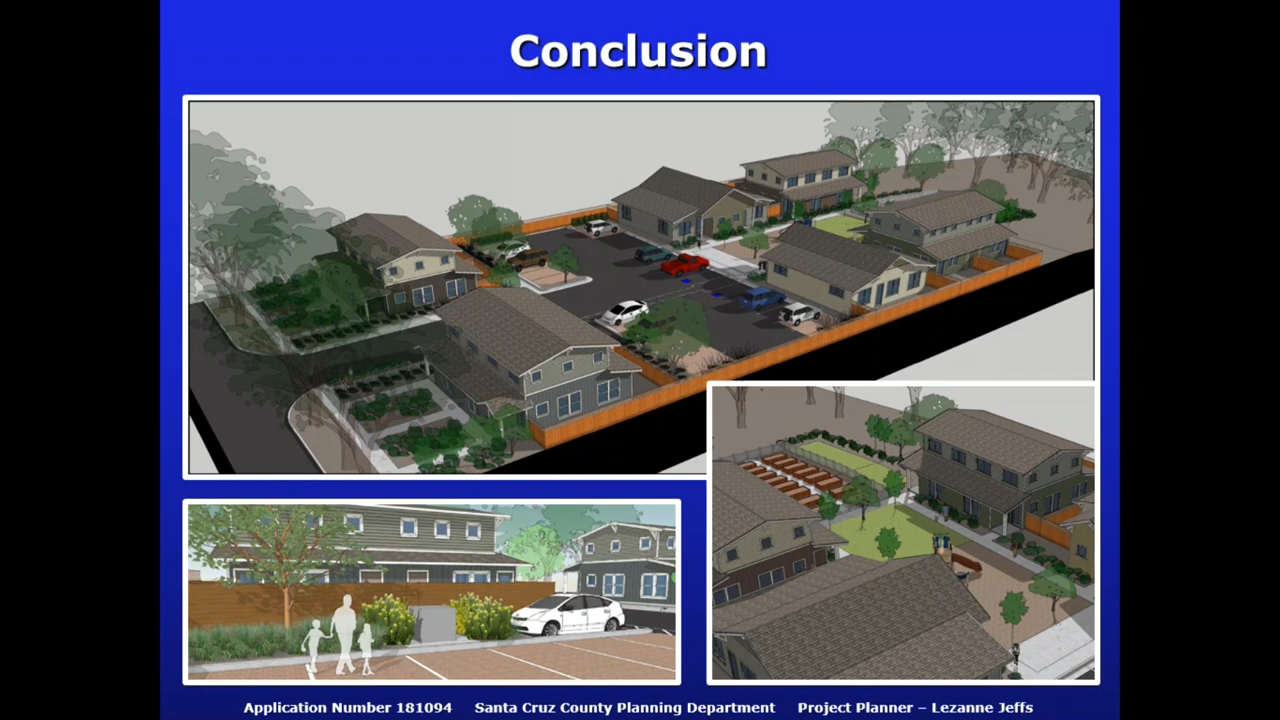 Conclusion
Application Number 181094 Santa Cruz County Planning Department Project Planner – Lezanne Jeffs